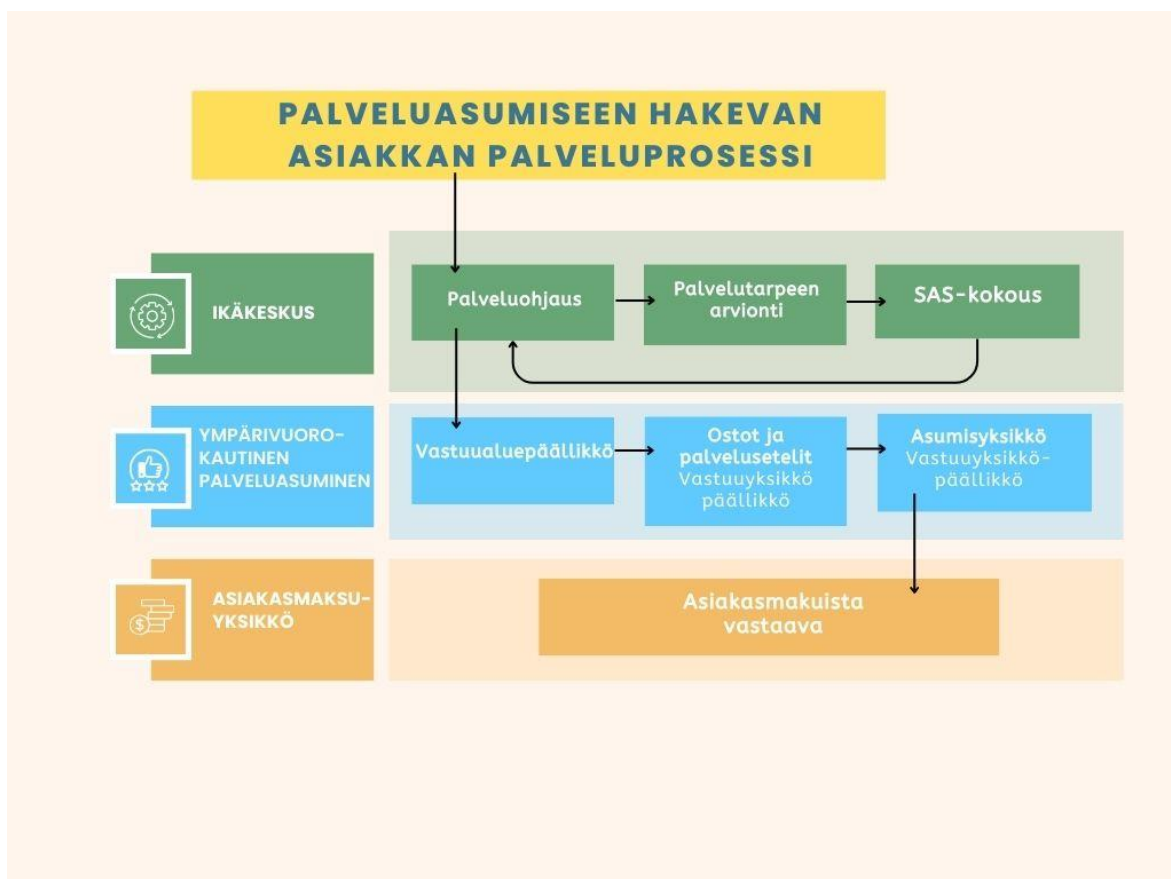 PALVELUASUMISEEN HAKEVAN
ASIAKKAN PALVELUPROSESSI
IKÄKESKUS
Palveluohjaus
Palvelutarpeen
arvionti
SAS-kokous
YMPÄRIVUORO-
KAUTINEN
PALVELUASUMINEN
Vastuualuepäällikkö
Ostot ja
palvelusetelit
Vastuuyksikkö
päällikkö
Asumisyksikkö
Vastuuyksikkö-
päällikkö
ASIAKASMAKSU-
YKSIKKÖ
Asiakasmakuista
vastaava